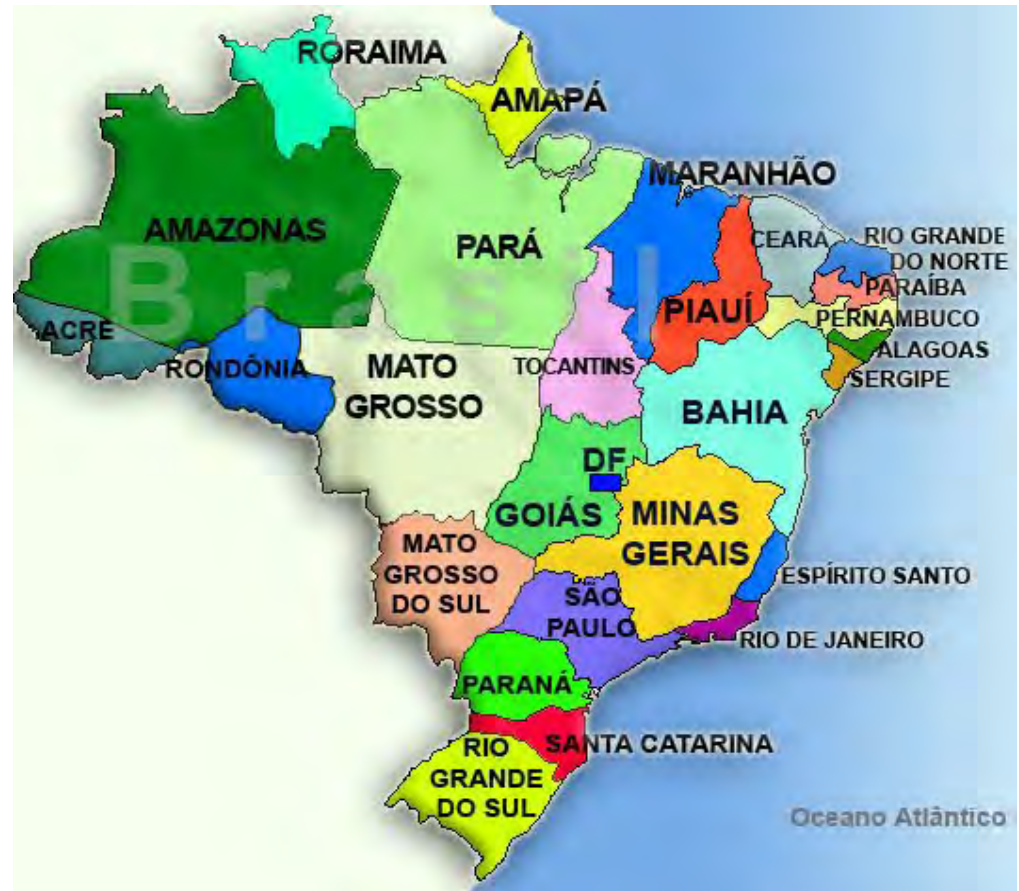 RORAIMA
AMAPÁ
MARANHÃO
AMAZONAS
PARÁ
CEARÁ
RIO GRANDE
DO NORTE
PARAÍBA
Brasil
PIAUÍ
PERNAMBUCO
ACRE
RONDÔNIA
MATO
GROSSO
TOCANTINS
ALAGOAS
SERGIPE
BAHIA
DF
GOIÁS
MINAS
GERAIS
MATO
GROSSO
DO SUL
ESPÍRITO SANTO
SÃO
PAULO
RIO DE JANEIRO
PARANÁ
SANTA CATARINA
RIO
GRANDE
DO SUL
Oceano Atlântico